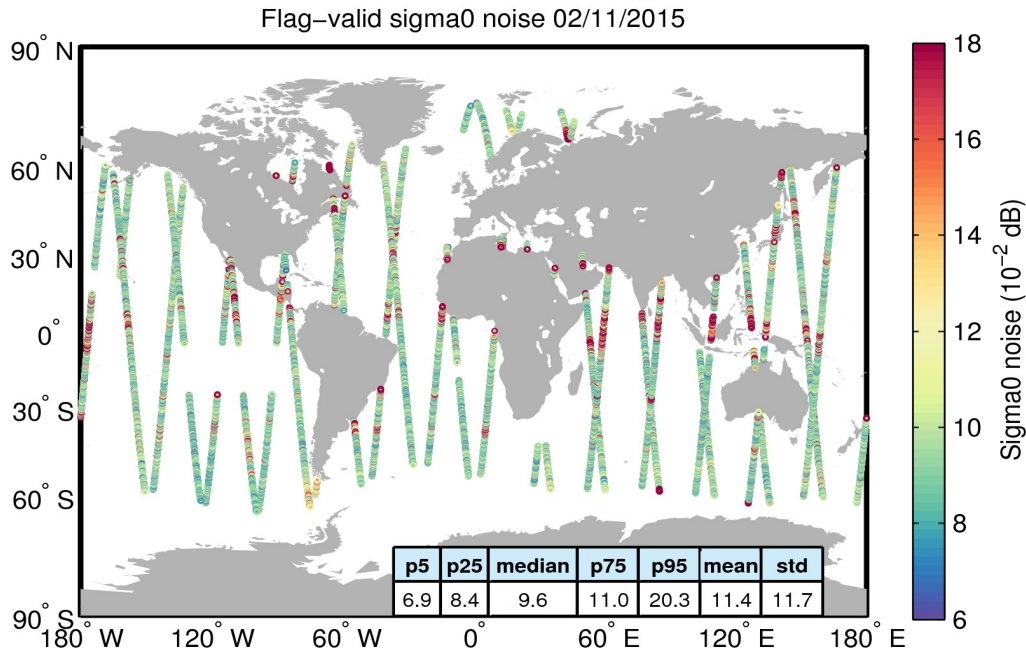 Flag−valid sigma0 noise 02/11/2015
90° N
60° N
30° N
0°
30° S
60° S
90° S
180° W
120° W
60° W
0°
60° E
120° E
180° E
p5 p25 median p75 p95 mean std
6.9 8.4 9.6 11.0 20.3 11.4 11.7
18
16
14
12
10
8
6
Sigma0 noise (10⁻² dB)